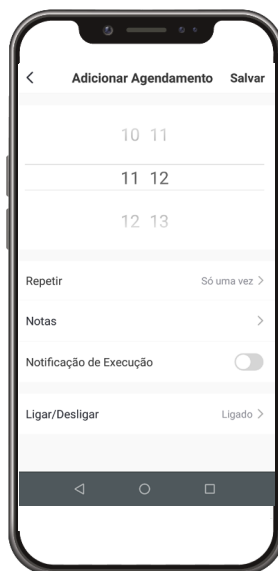 Adicionar Agendamento Salvar
10 11
11 12
12 13
Repetir Só uma vez
Notas
Notificação de Execução
Ligar/Desligar Ligado